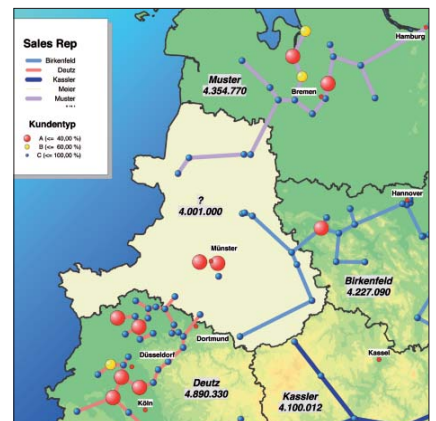 Sales Rep
Birkenfeld
Deutz
Kassler
Meier
Muster
Kundentyp
A (<= 40,00 %)
B (<= 60,00 %)
C (<= 100,00 %)
Hamburg
Muster
4.354.770
Bremen
?
4.001.000
Hannover
Münster
Birkenfeld
4.227.090
Dortmund
Düsseldorf
Kassel
Deutz
4.890.330
Kassler
4.100.012
Köln